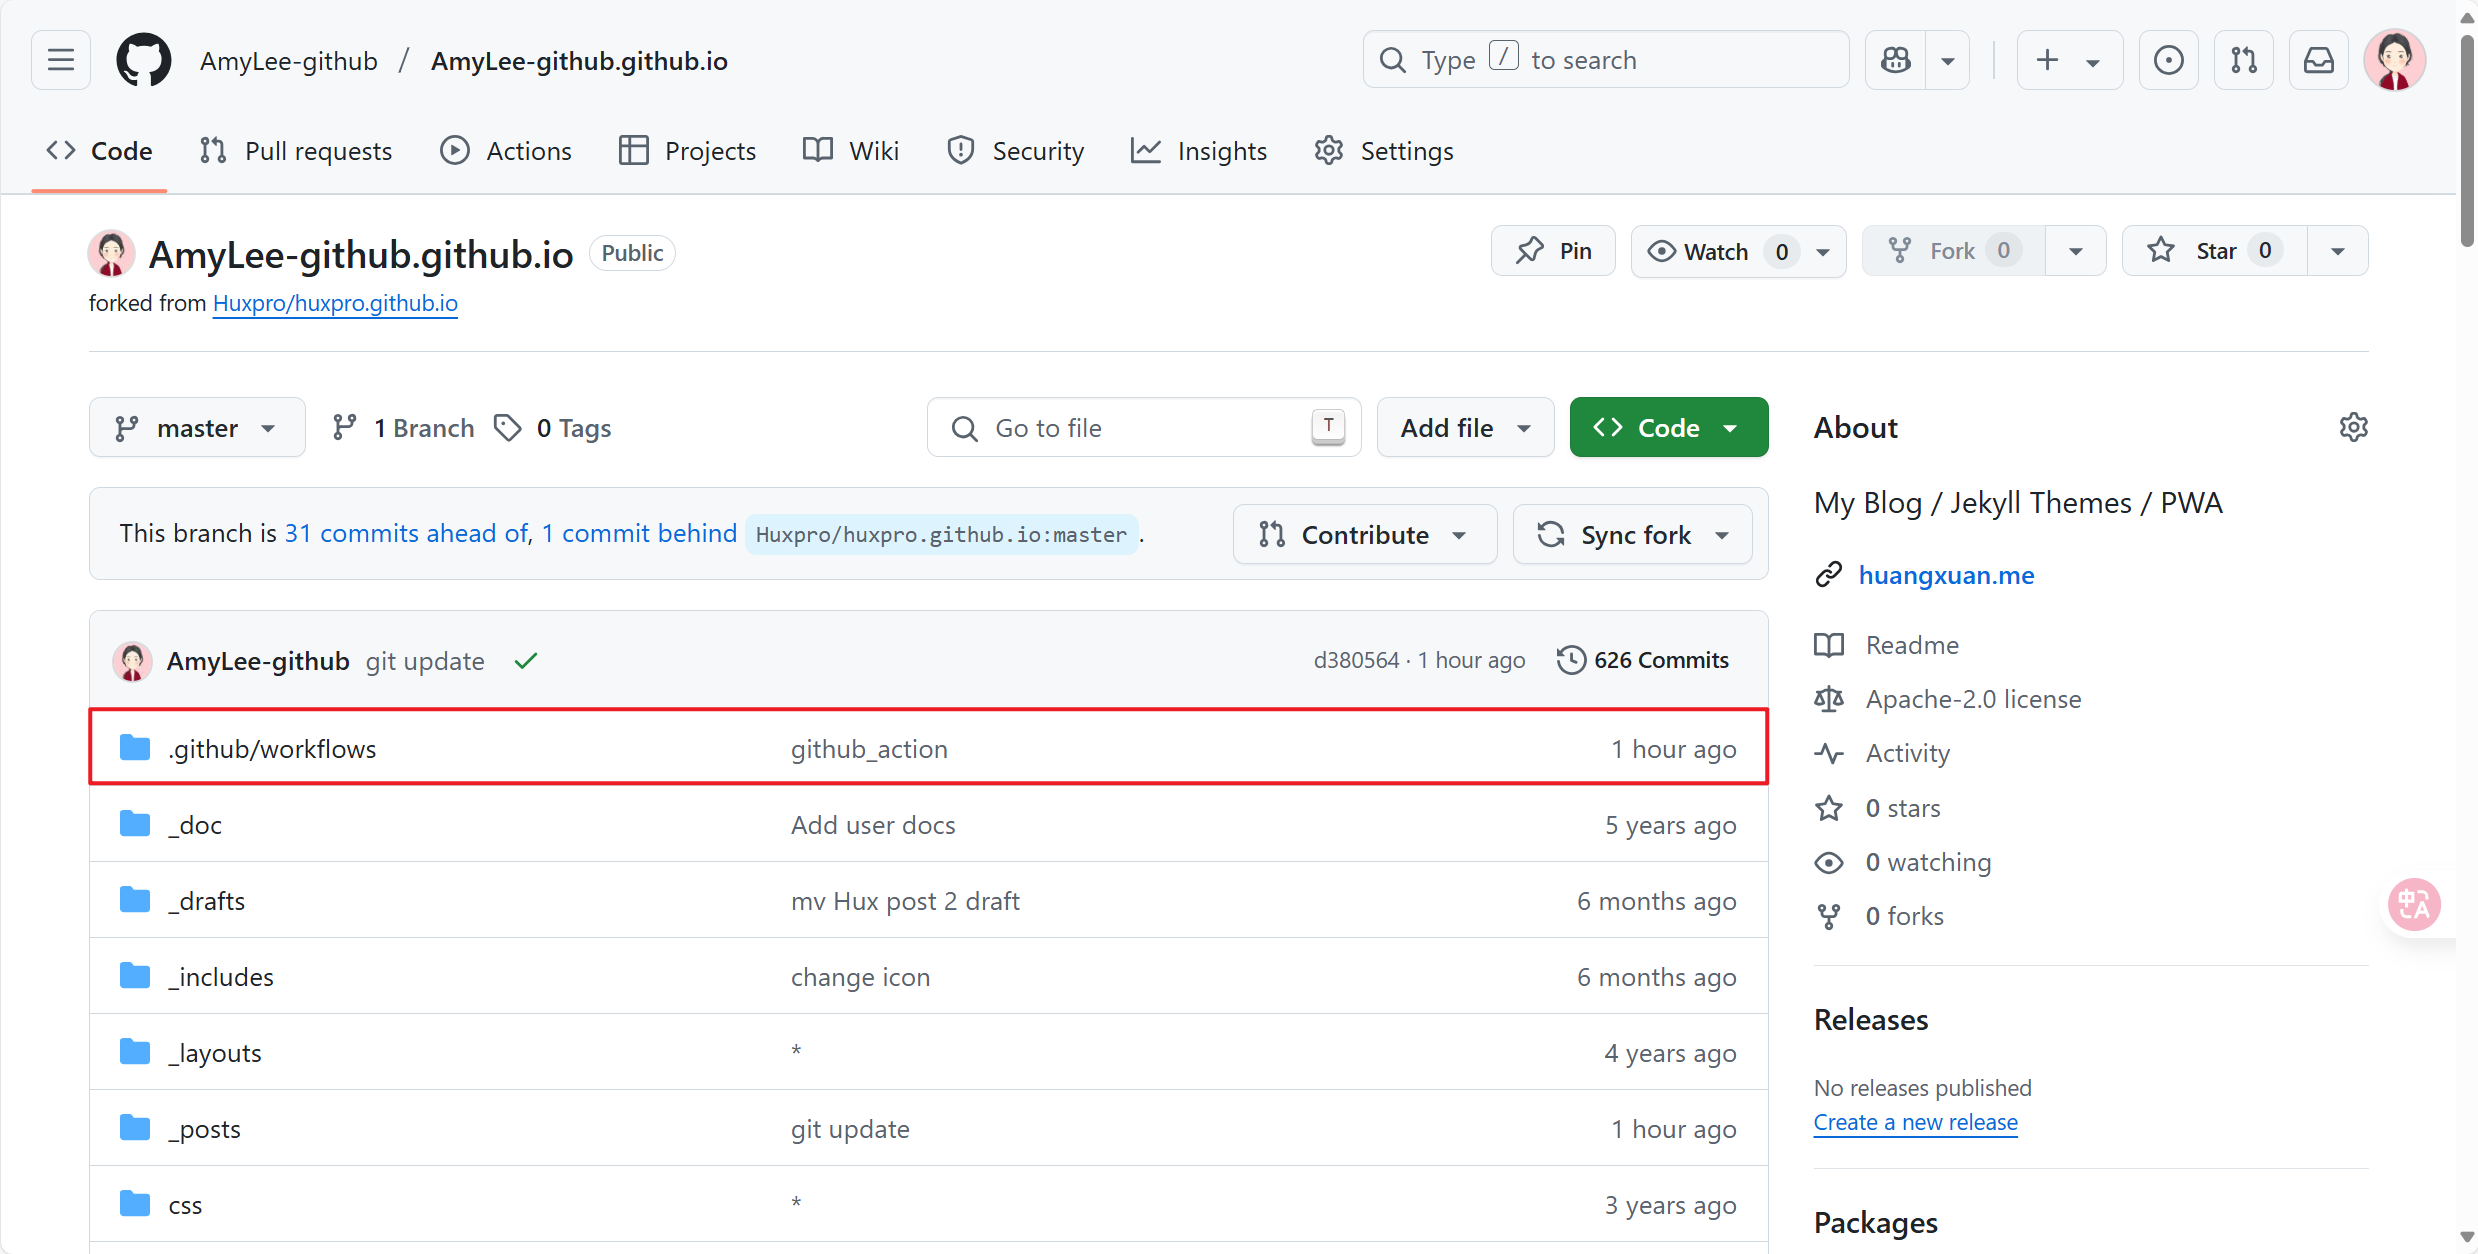 AmyLee-github / AmyLee-github.github.io Type / to search
Code Pull requests Actions Projects Wiki Security Insights Settings
AmyLee-github.github.io Public Pin Watch 0 Fork 0 Star 0
forked from Huxpro/huxpro.github.io
master 1 Branch 0 Tags Go to file T Add file Code
This branch is 31 commits ahead of, 1 commit behind Huxpro/huxpro.github.io:master . Contribute Sync fork
AmyLee-github git update d380564 · 1 hour ago 626 Commits
.github/workflows github_action 1 hour ago
_doc Add user docs 5 years ago
_drafts mv Hux post 2 draft 6 months ago
_includes change icon 6 months ago
_layouts * 4 years ago
_posts git update 1 hour ago
css * 3 years ago
About
My Blog / Jekyll Themes / PWA
huangxuan.me
Readme
Apache-2.0 license
Activity
0 stars
0 watching
0 forks
中A
Releases
No releases published
Create a new release
Packages